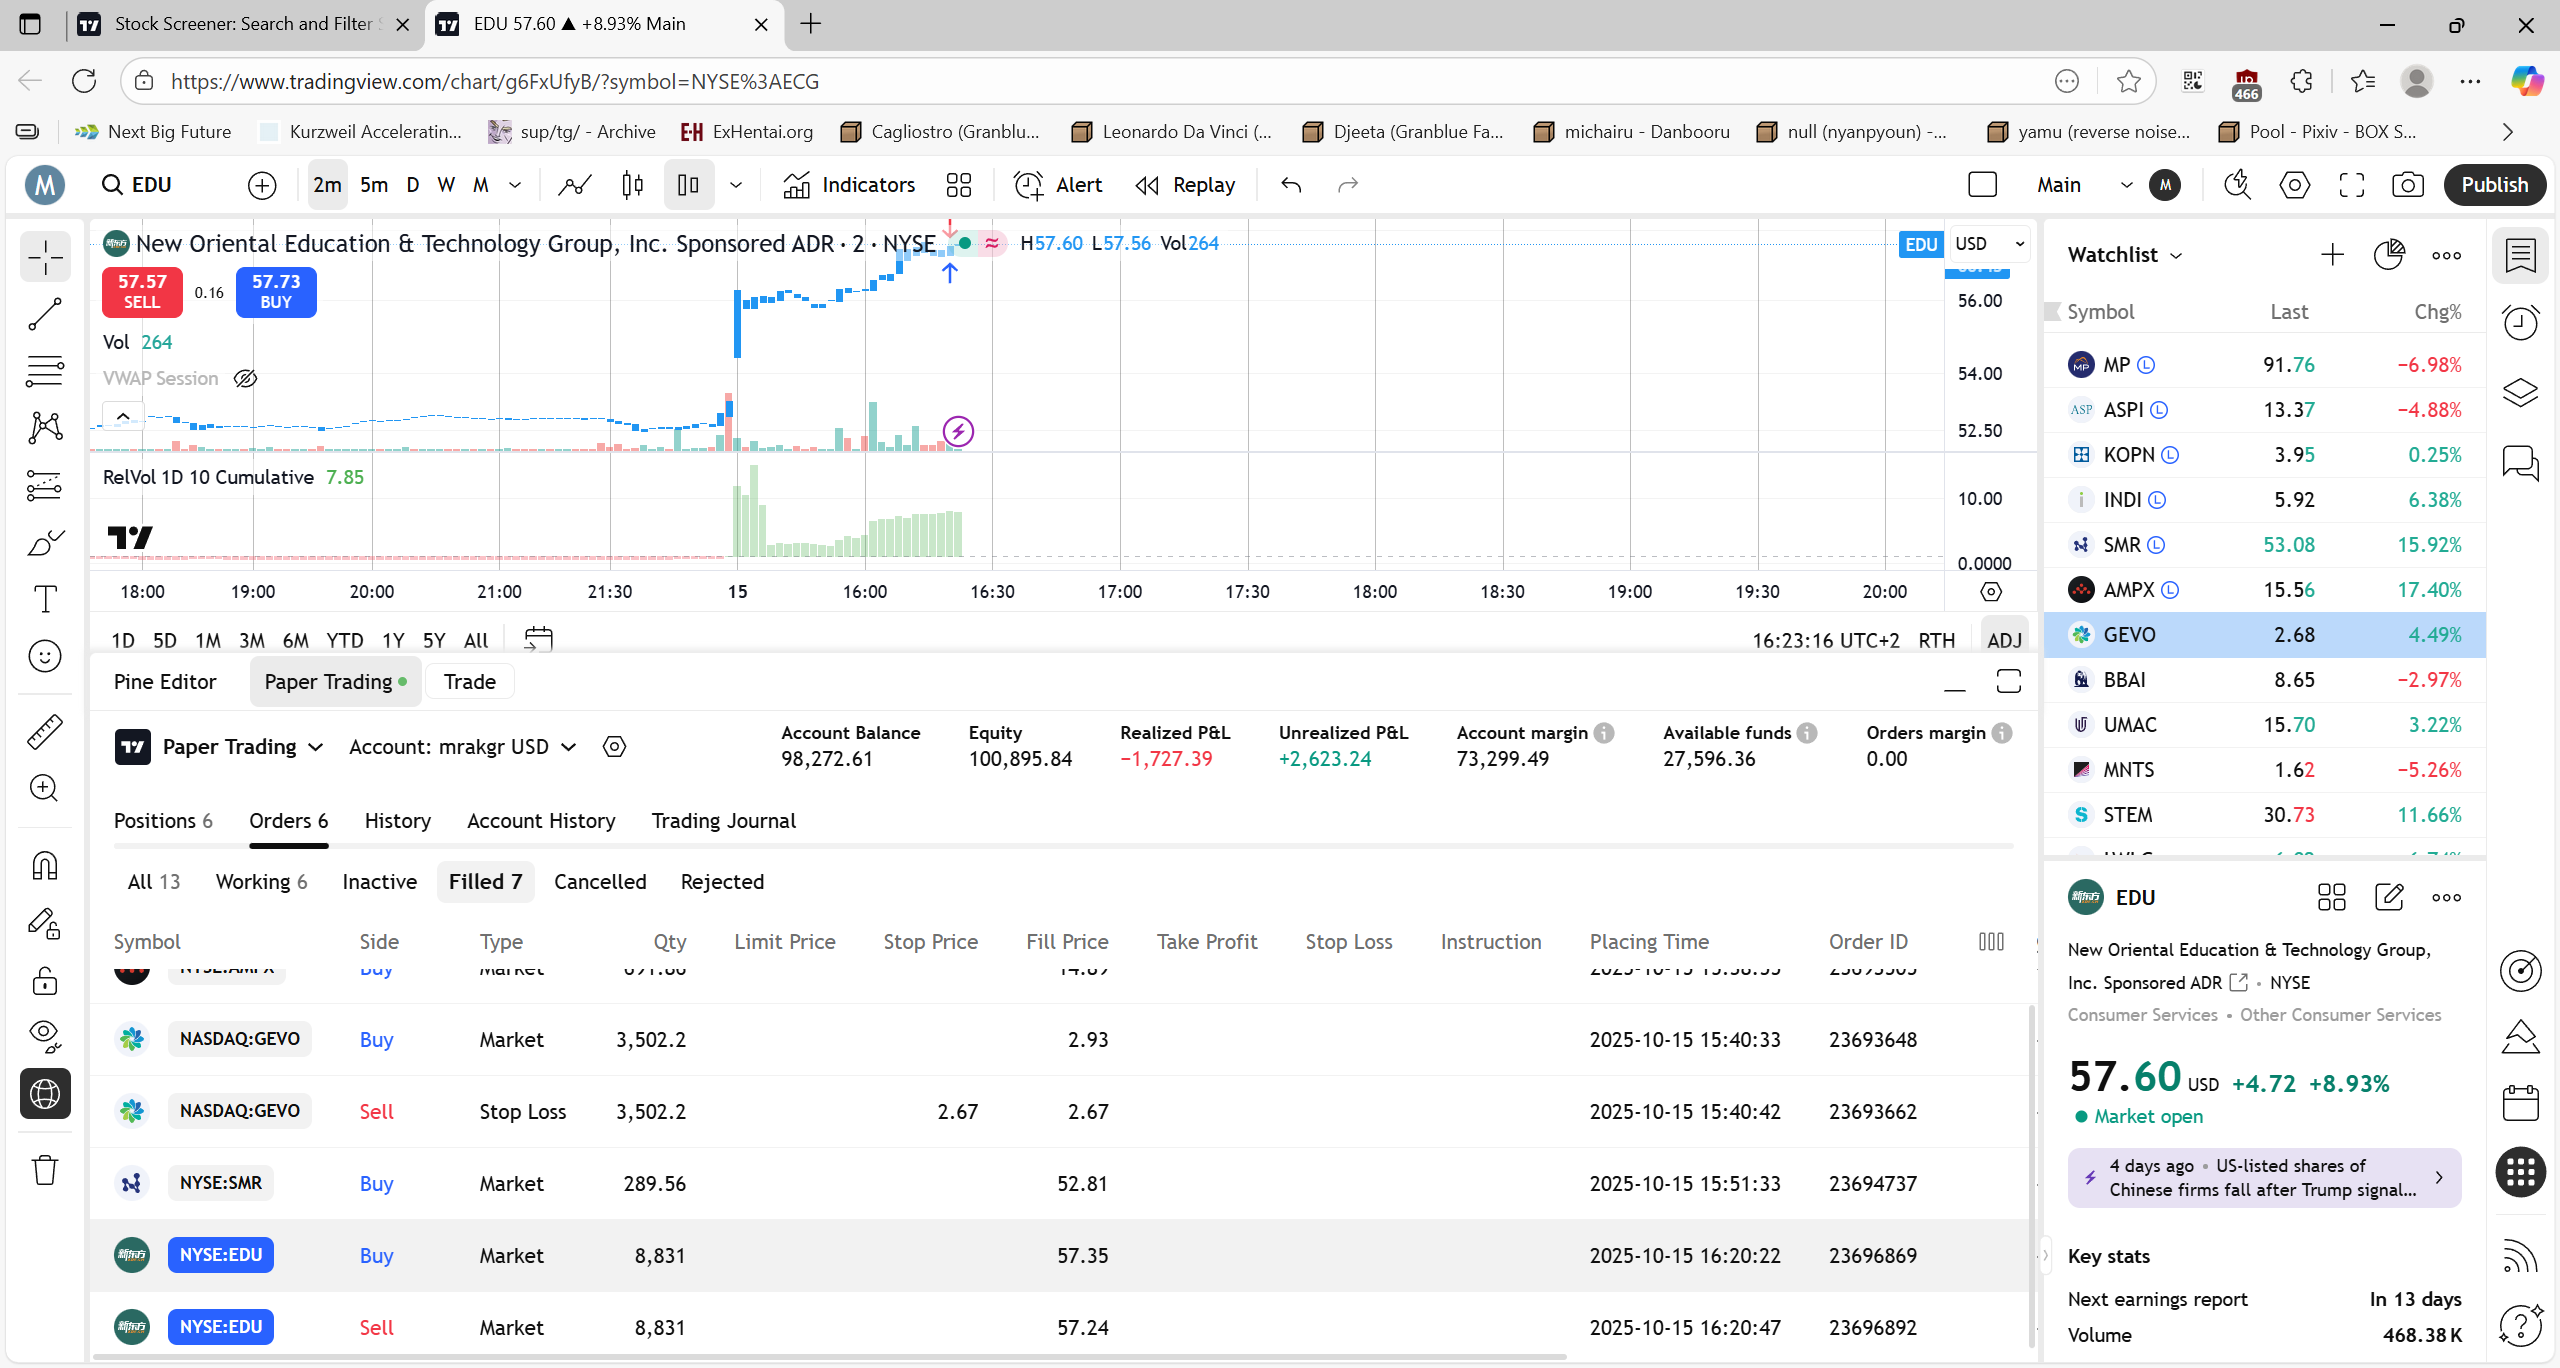 Stock Screener: Search and Filter S
EDU 57.60 ▲ +8.93% Main
https://www.tradingview.com/chart/g6FxUfyB/?symbol=NYSE%3AECG
466
Next Big Future
Kurzweil Acceleratin...
sup/tg/ - Archive
EH ExHentai.org
Cagliostro (Granblu...
Leonardo Da Vinci (...
Djeeta (Granblue Fa...
michairu - Danbooru
null (nyanpyoun) -...
yamu (reverse noise...
Pool - Pixiv - BOX S...
M EDU 2m 5m D W M Indicators Alert Replay Main M Publish
New Oriental Education & Technology Group, Inc. Sponsored ADR · 2 · NYSE H57.60 L57.56 Vol264
EDU USD
57.57 SELL 0.16 57.73 BUY
56.00
Vol 264
VWAP Session
54.00
52.50
RelVol 1D 10 Cumulative 7.85
10.00
0.0000
18:00 19:00 20:00 21:00 21:30 15 16:00 16:30 17:00 17:30 18:00 18:30 19:00 19:30 20:00
1D 5D 1M 3M 6M YTD 1Y 5Y All 16:23:16 UTC+2 RTH ADJ
Pine Editor Paper Trading Trade
Paper Trading Account: mrakgr USD
Account Balance Equity Realized P&L Unrealized P&L Account margin Available funds Orders margin
98,272.61 100,895.84 −1,727.39 +2,623.24 73,299.49 27,596.36 0.00
Positions 6 Orders 6 History Account History Trading Journal
All 13 Working 6 Inactive Filled 7 Cancelled Rejected
Symbol Side Type Qty Limit Price Stop Price Fill Price Take Profit Stop Loss Instruction Placing Time Order ID
NYSE:AMPX Buy Market 691.86 14.89
NASDAQ:GEVO Buy Market 3,502.2 2.93 2025-10-15 15:40:33 23693648
NASDAQ:GEVO Sell Stop Loss 3,502.2 2.67 2.67 2025-10-15 15:40:42 23693662
NYSE:SMR Buy Market 289.56 52.81 2025-10-15 15:51:33 23694737
新东方 NYSE:EDU Buy Market 8,831 57.35 2025-10-15 16:20:22 23696869
新东方 NYSE:EDU Sell Market 8,831 57.24 2025-10-15 16:20:47 23696892
Watchlist
Symbol Last Chg%
MP L 91.76 −6.98%
ASP ASPI L 13.37 −4.88%
KOPN L 3.95 0.25%
INDI L 5.92 6.38%
SMR L 53.08 15.92%
AMPX L 15.56 17.40%
GEVO 2.68 4.49%
BBAI 8.65 −2.97%
UMAC 15.70 3.22%
MNTS 1.62 −5.26%
S STEM 30.73 11.66%
新东方 EDU
New Oriental Education & Technology Group,
Inc. Sponsored ADR • NYSE
Consumer Services • Other Consumer Services
57.60 USD +4.72 +8.93%
Market open
4 days ago • US-listed shares of
Chinese firms fall after Trump signal...
Key stats
Next earnings report In 13 days
Volume 468.38 K